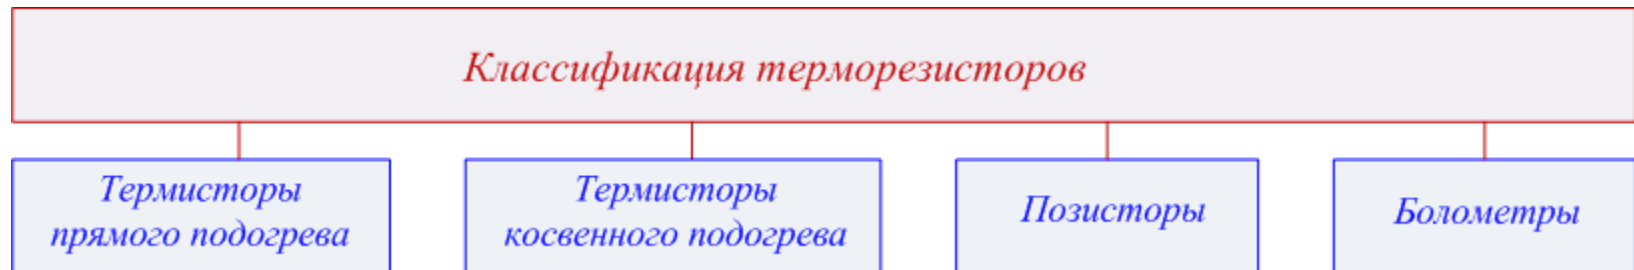 Классификация терморезисторов
Термисторы
прямого подогрева
Термисторы
косвенного подогрева
Позисторы
Болометры